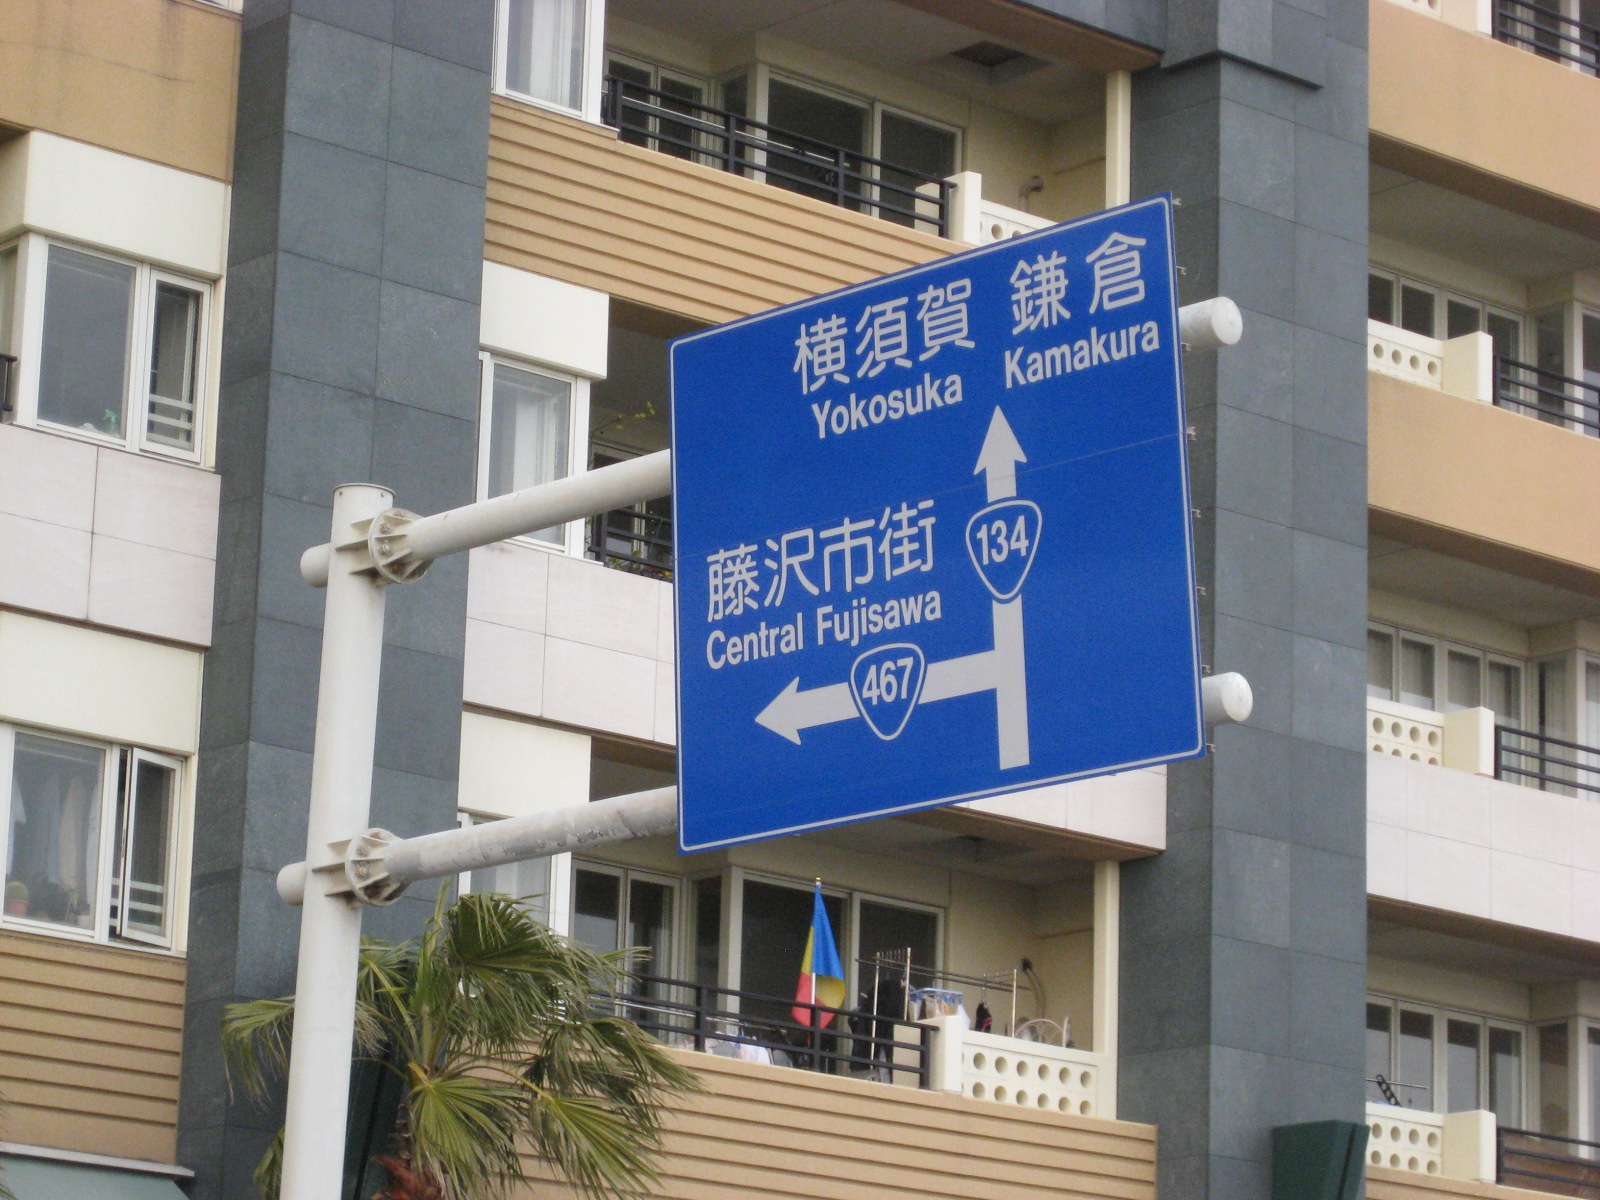 横須賀 鎌倉
Yokosuka Kamakura
134
藤沢市街
Central Fujisawa
467